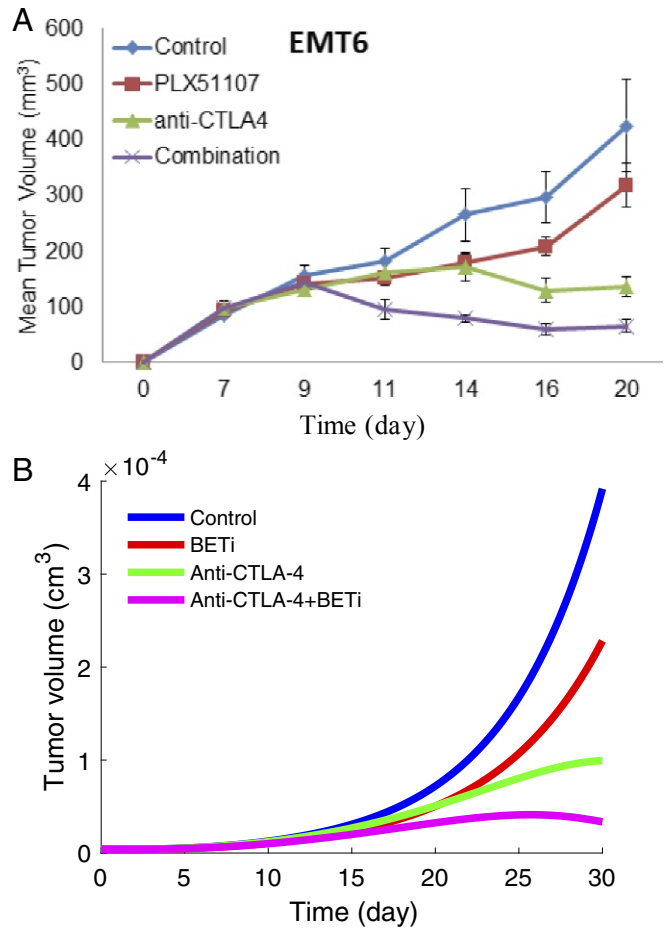 A
EMT6
600
500
400
300
200
100
0
Mean Tumor Volume (mm³)
Control
PLX51107
anti-CTLA4
Combination
0 7 9 11 14 16 20
Time (day)
B
×10⁻⁴
4
3
2
1
0
Tumor volume (cm³)
Control
BETi
Anti-CTLA-4
Anti-CTLA-4+BETi
0 5 10 15 20 25 30
Time (day)